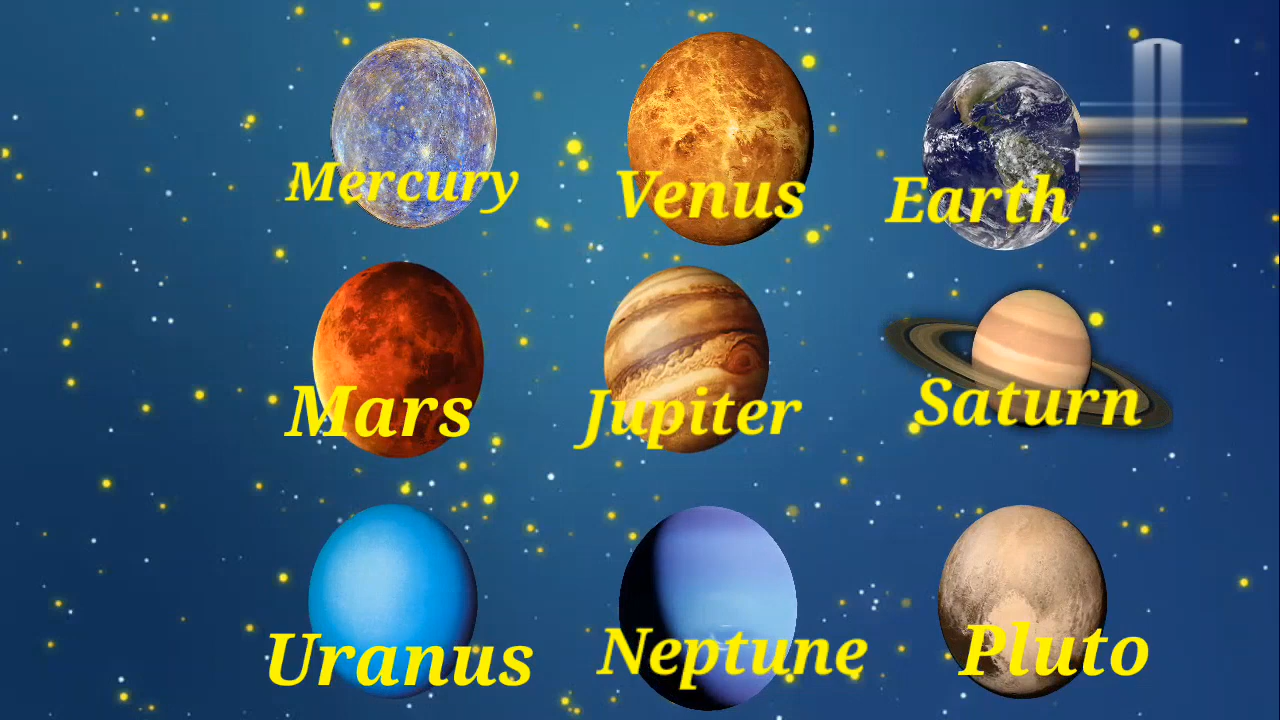 Mercury
Venus
Earth
Mars
Jupiter
Saturn
Uranus
Neptune
Pluto